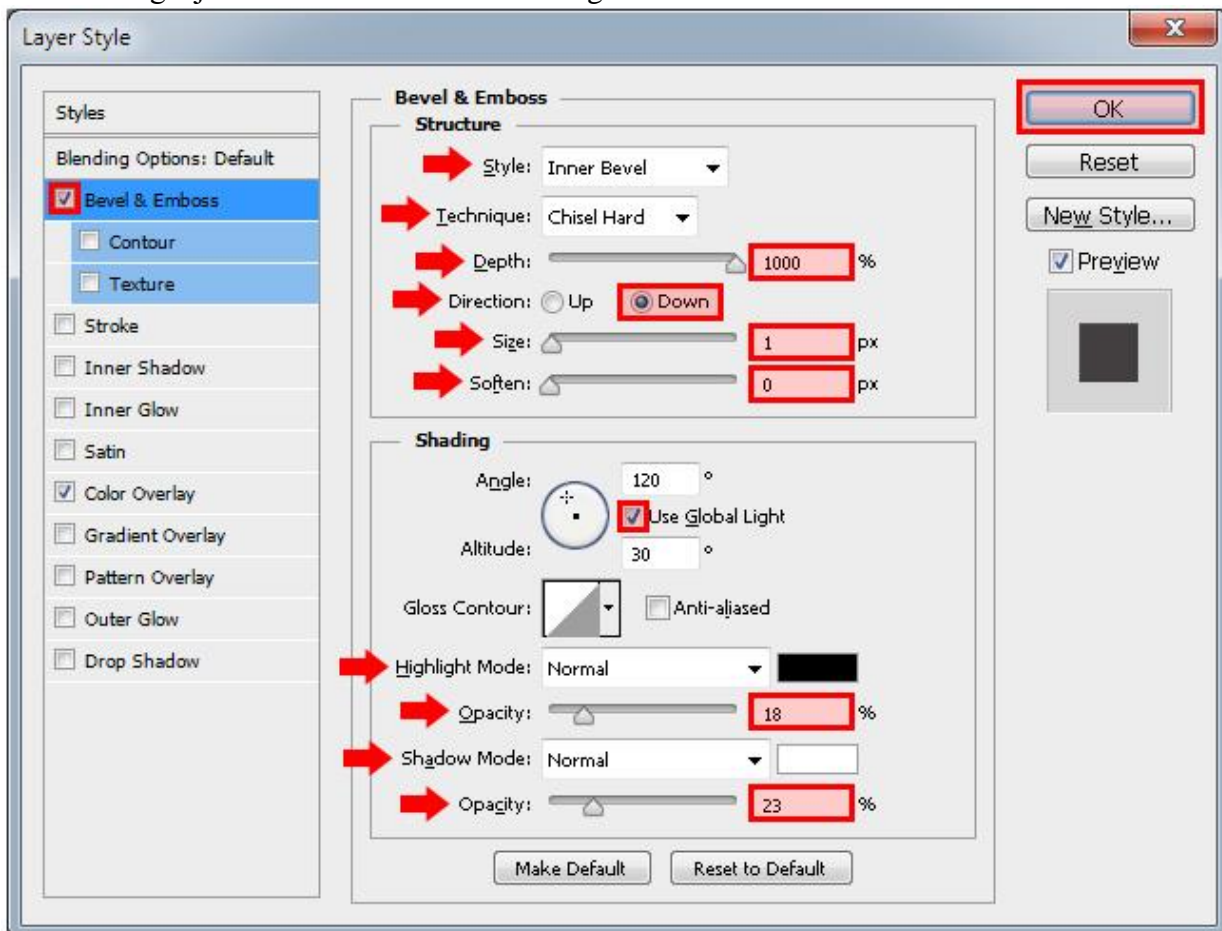 Layer Style
X
Styles
Blending Options: Default
Bevel & Emboss
Contour
Texture
Stroke
Inner Shadow
Inner Glow
Satin
Color Overlay
Gradient Overlay
Pattern Overlay
Outer Glow
Drop Shadow
Bevel & Emboss
Structure
Style: Inner Bevel
Technique: Chisel Hard
Depth: 1000 %
Direction: Up Down
Size: 1 px
Soften: 0 px
Shading
Angle: 120 °
Use Global Light
Altitude: 30 °
Gloss Contour: Anti-aliased
Highlight Mode: Normal
Opacity: 18 %
Shadow Mode: Normal
Opacity: 23 %
Make Default Reset to Default
OK
Reset
New Style...
Preview